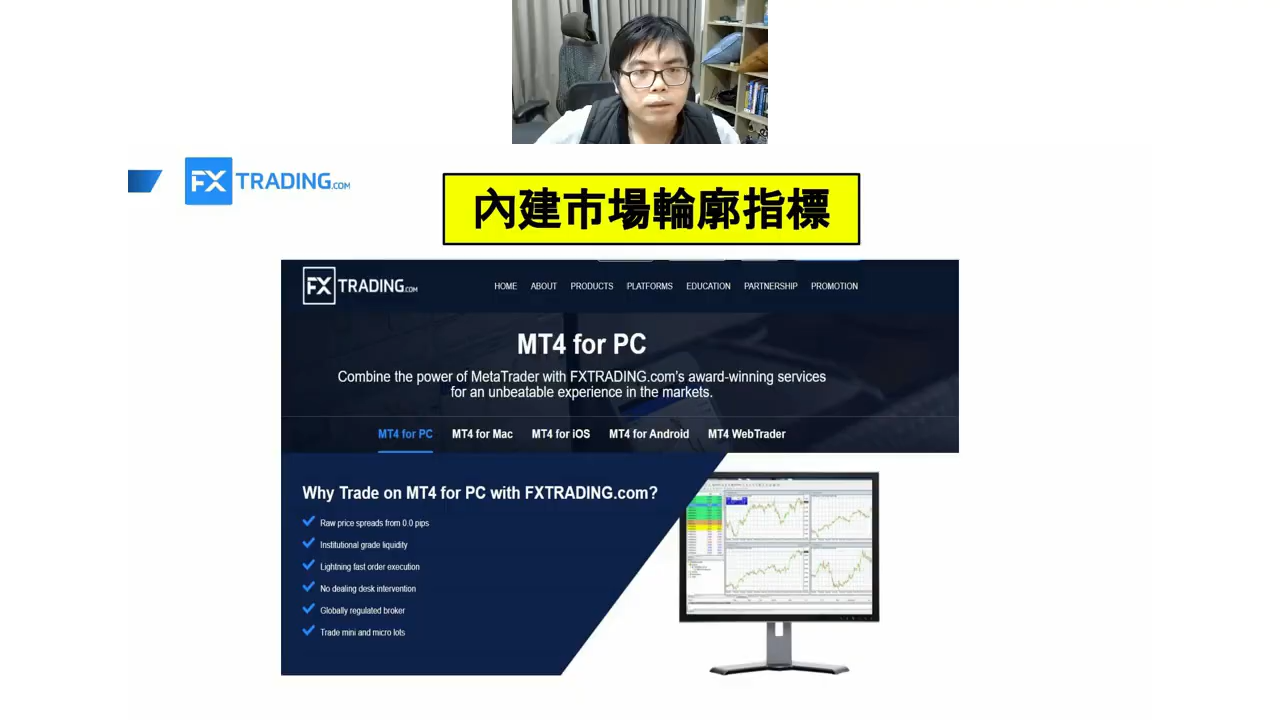 FX TRADING.COM
內建市場輪廓指標
FX TRADING.COM
HOME ABOUT PRODUCTS PLATFORMS EDUCATION PARTNERSHIP PROMOTION
MT4 for PC
Combine the power of MetaTrader with FXTRADING.com's award-winning services
for an unbeatable experience in the markets.
MT4 for PC MT4 for Mac MT4 for iOS MT4 for Android MT4 WebTrader
Why Trade on MT4 for PC with FXTRADING.com?
Raw price spreads from 0.0 pips
Institutional grade liquidity
Lightning fast order execution
No dealing desk intervention
Globally regulated broker
Trade mini and micro lots